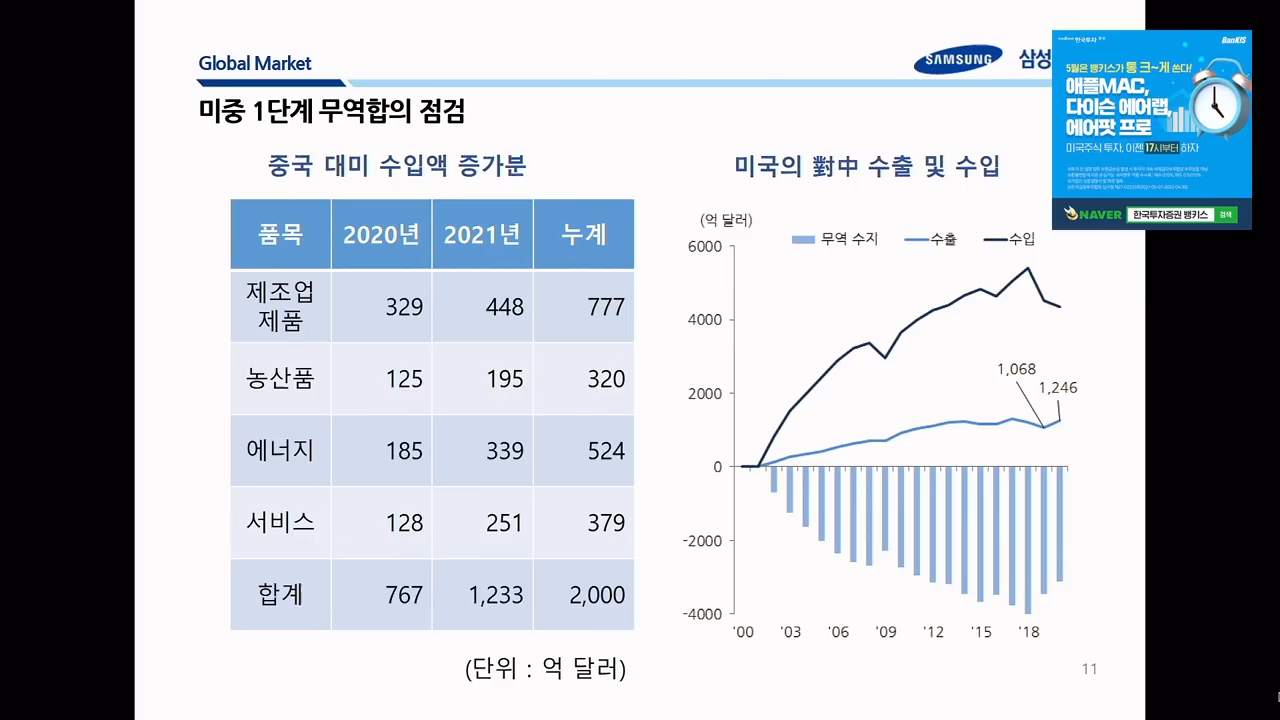 Global Market
SAMSUNG 삼성
미중 1단계 무역합의 점검
중국 대미 수입액 증가분
품목 2020년 2021년 누계
제조업
제품 329 448 777
농산품 125 195 320
에너지 185 339 524
서비스 128 251 379
합계 767 1,233 2,000
(단위 : 억 달러)
미국의 對中 수출 및 수입
(억 달러)
무역 수지 수출 수입
6000
4000
2000
0
-2000
-4000
1,068
1,246
'00 '03 '06 '09 '12 '15 '18
11
한국투자증권
BanKIS
5월은 뱅키스가 통 크~게 쏜다!
애플MAC,
다이슨 에어랩,
에어팟 프로
미국주식 투자, 이젠 17시부터 하자
NAVER 한국투자증권 뱅키스 검색